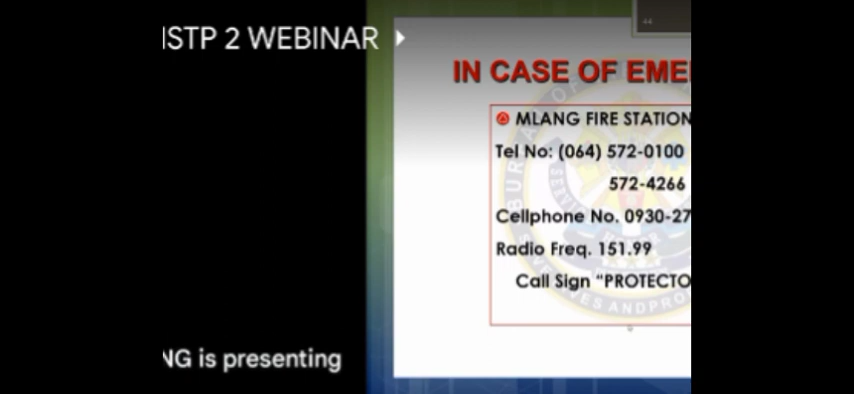 ISTP 2 WEBINAR
IN CASE OF EME
MLANG FIRE STATION
Tel No: (064) 572-0100
572-4266
Cellphone No. 0930-27
Radio Freq. 151.99
Call Sign “PROTECTO
NG is presenting